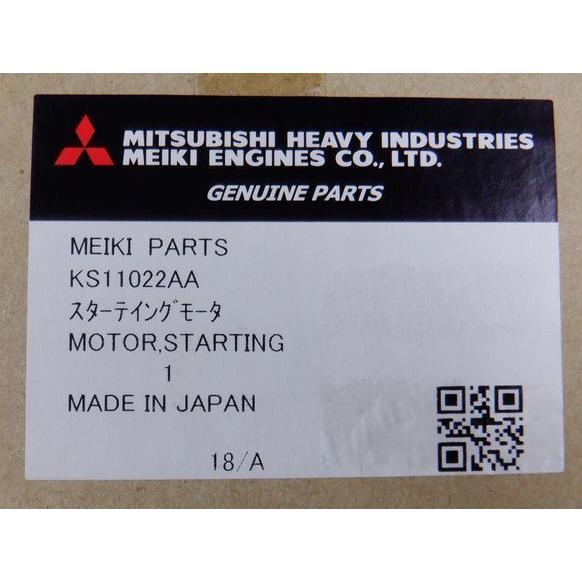 MITSUBISHI HEAVY INDUSTRIES
MEIKI ENGINES CO., LTD.
GENUINE PARTS
MEIKI PARTS
KS11022AA
ｽﾀｰﾃｲﾝｸﾞﾓｰﾀ
MOTOR,STARTING
1
MADE IN JAPAN
18/A